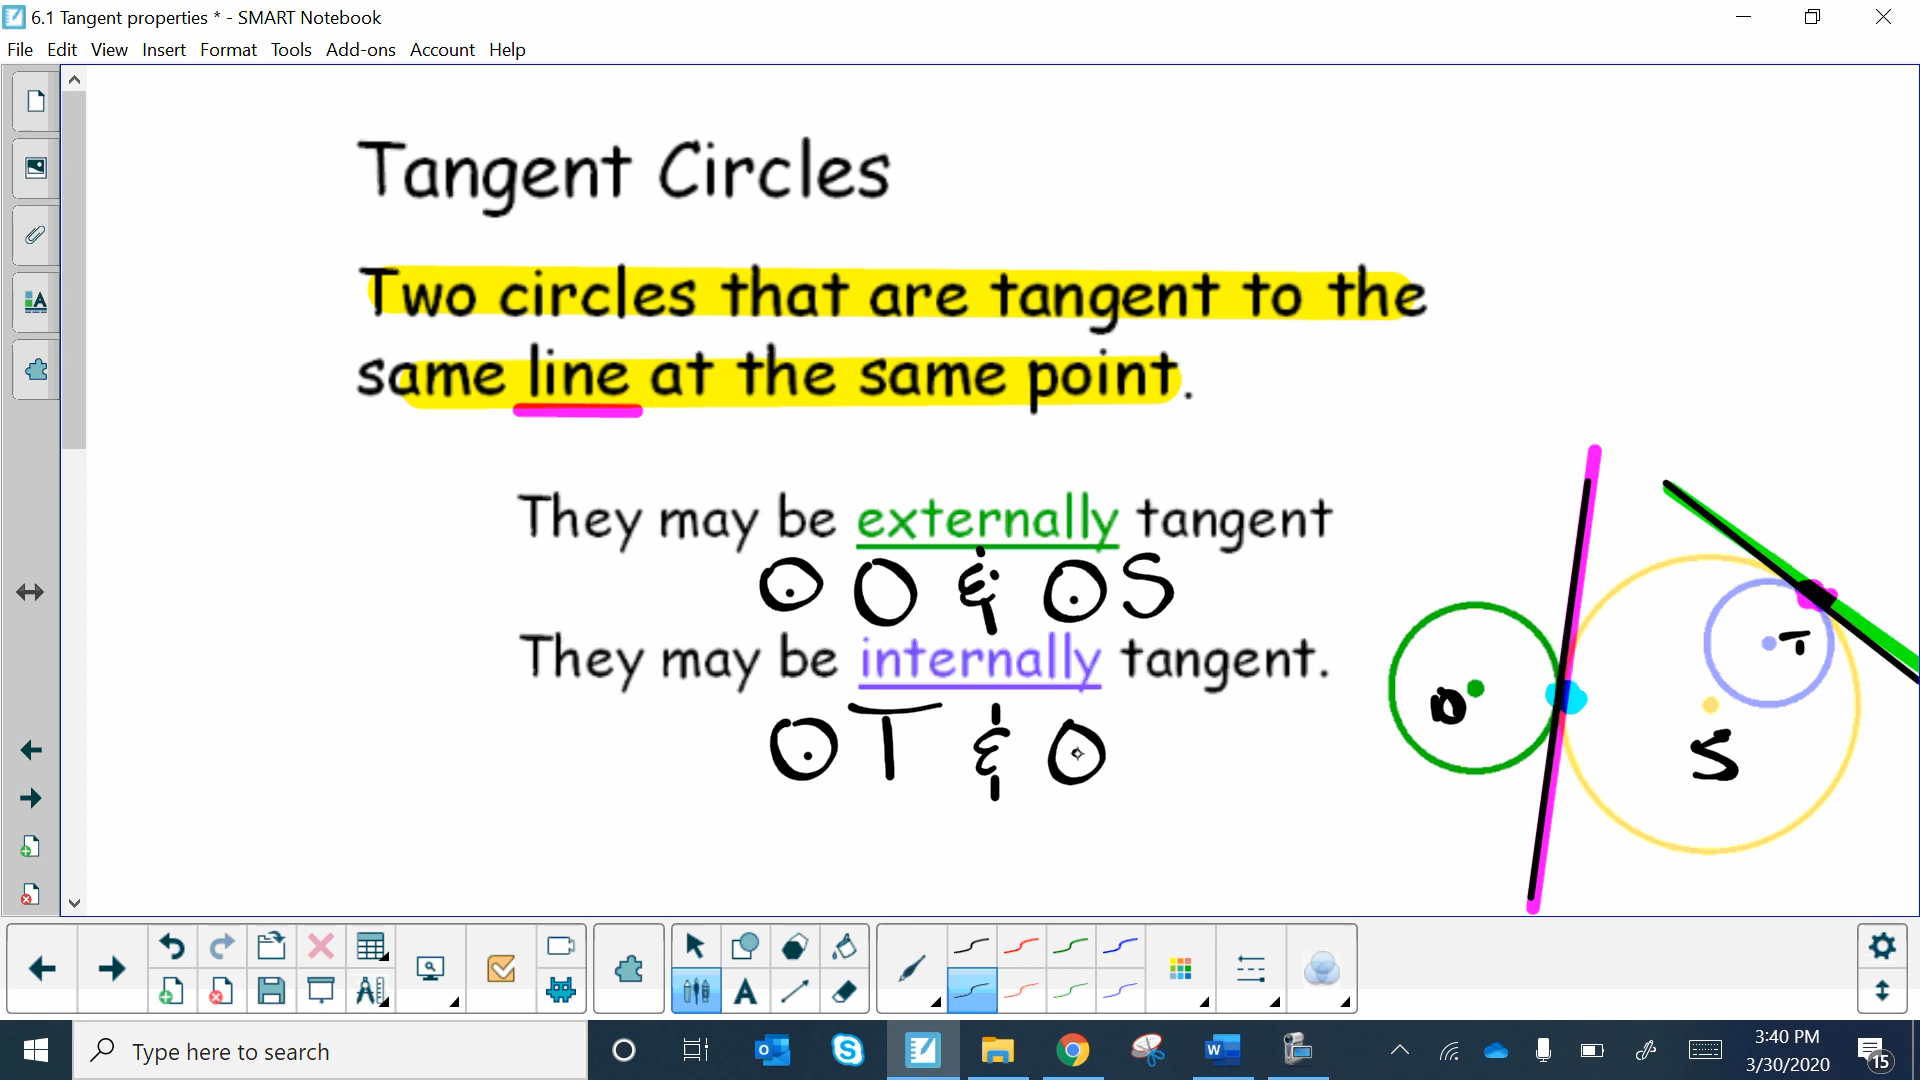 6.1 Tangent properties * - SMART Notebook
File Edit View Insert Format Tools Add-ons Account Help
Tangent Circles
Two circles that are tangent to the
same line at the same point.
They may be externally tangent
⊙ O & ⊙ S
They may be internally tangent.
⊙ T & ⊙
O
T
S
Type here to search
3:40 PM
3/30/2020
15